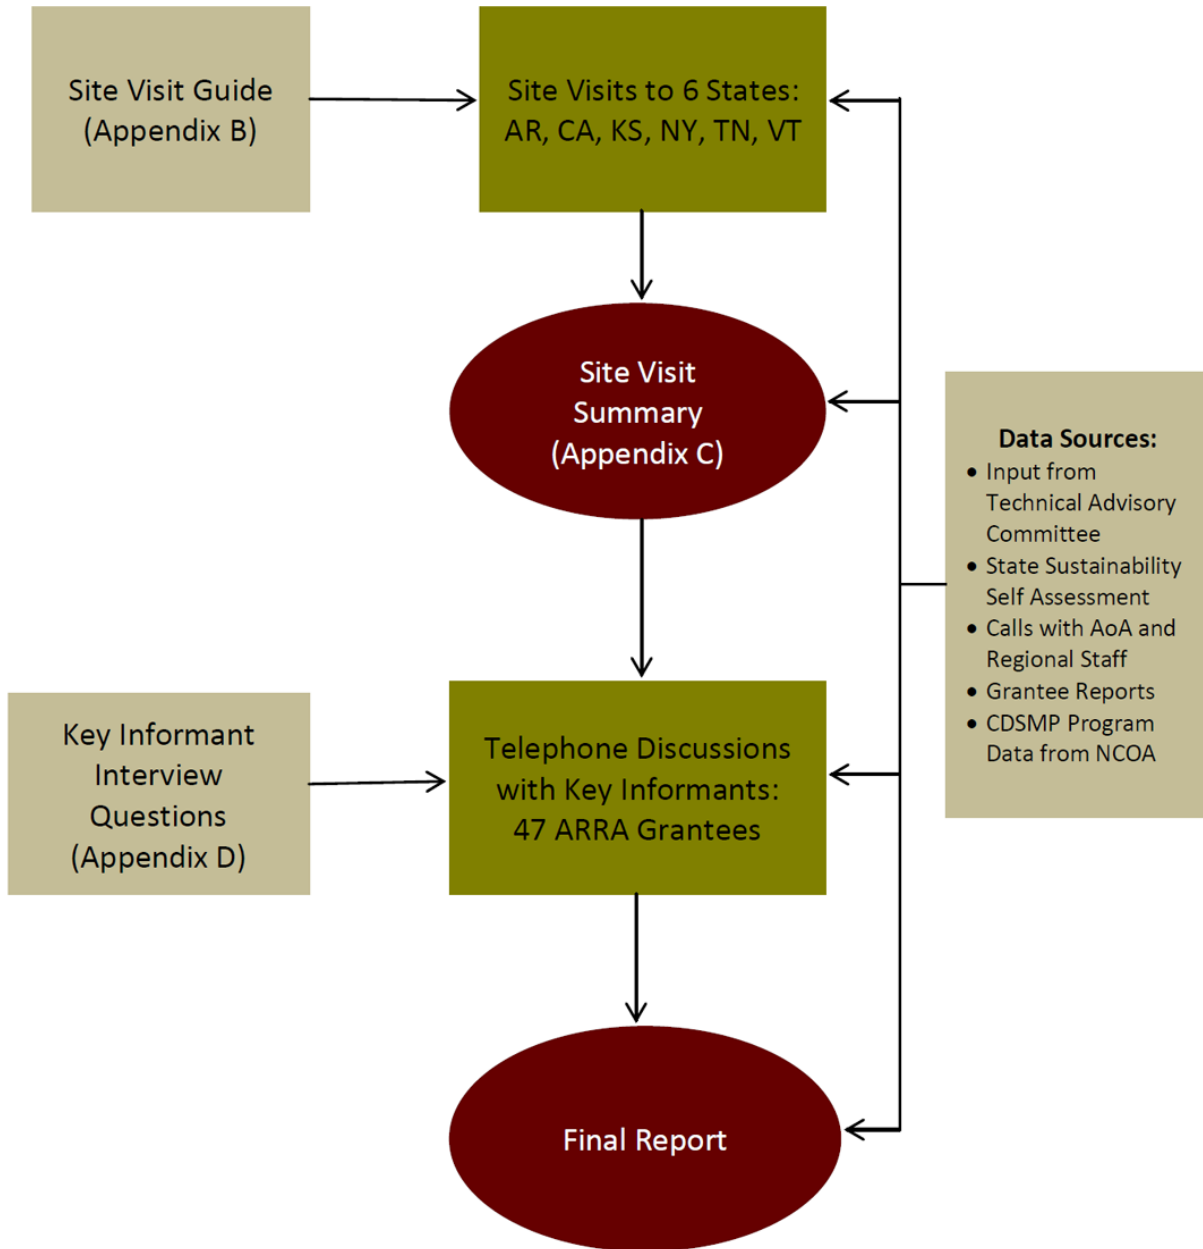 Site Visit Guide
(Appendix B)
Site Visits to 6 States:
AR, CA, KS, NY, TN, VT
Site Visit
Summary
(Appendix C)
Data Sources:
• Input from
Technical Advisory
Committee
• State Sustainability
Self Assessment
• Calls with AoA and
Regional Staff
• Grantee Reports
• CDSMP Program
Data from NCOA
Key Informant
Interview
Questions
(Appendix D)
Telephone Discussions
with Key Informants:
47 ARRA Grantees
Final Report